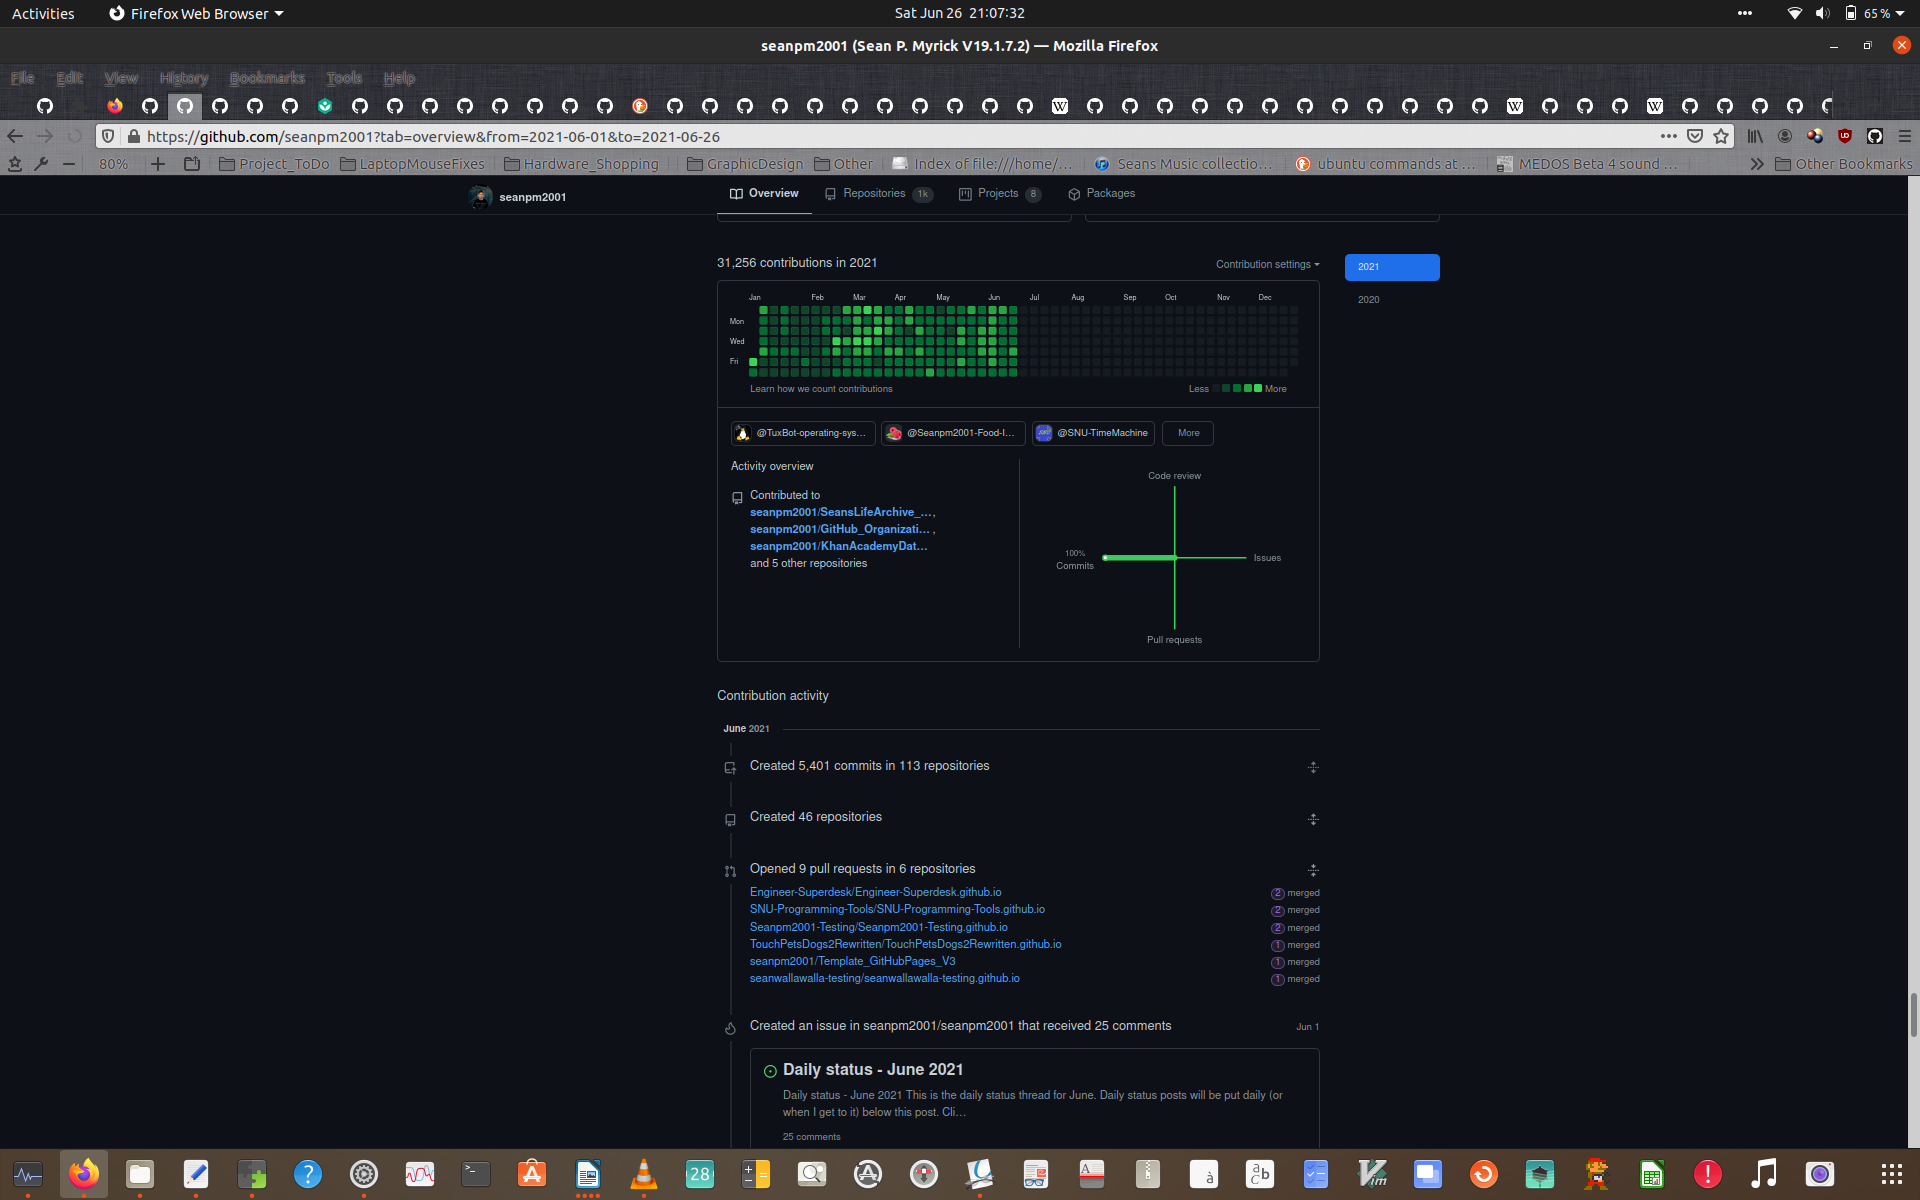 Activities
Firefox Web Browser
Sat Jun 26 21:07:32
65 %
seanpm2001 (Sean P. Myrick V19.1.7.2) — Mozilla Firefox
File Edit View History Bookmarks Tools Help
https://github.com/seanpm2001?tab=overview&from=2021-06-01&to=2021-06-26
80%
Project_ToDo
LaptopMouseFixes
Hardware_Shopping
GraphicDesign
Other
Index of file:///home/...
Seans Music collectio...
ubuntu commands at ...
MEDOS Beta 4 sound ...
Other Bookmarks
seanpm2001
Overview
Repositories 1k
Projects 8
Packages
31,256 contributions in 2021
Contribution settings
2021
2020
Jan Feb Mar Apr May Jun Jul Aug Sep Oct Nov Dec
Mon
Wed
Fri
Learn how we count contributions
Less More
@TuxBot-operating-sys...
@Seanpm2001-Food-I...
@SNU-TimeMachine
More
Activity overview
Contributed to
seanpm2001/SeansLifeArchive_...,
seanpm2001/GitHub_Organizati... ,
seanpm2001/KhanAcademyDat...
and 5 other repositories
Code review
100%
Commits
Issues
Pull requests
Contribution activity
June 2021
Created 5,401 commits in 113 repositories
Created 46 repositories
Opened 9 pull requests in 6 repositories
Engineer-Superdesk/Engineer-Superdesk.github.io 2 merged
SNU-Programming-Tools/SNU-Programming-Tools.github.io 2 merged
Seanpm2001-Testing/Seanpm2001-Testing.github.io 2 merged
TouchPetsDogs2Rewritten/TouchPetsDogs2Rewritten.github.io 1 merged
seanpm2001/Template_GitHubPages_V3 1 merged
seanwallawalla-testing/seanwallawalla-testing.github.io 1 merged
Created an issue in seanpm2001/seanpm2001 that received 25 comments Jun 1
Daily status - June 2021
Daily status - June 2021 This is the daily status thread for June. Daily status posts will be put daily (or
when I get to it) below this post. Cli...
25 comments
28